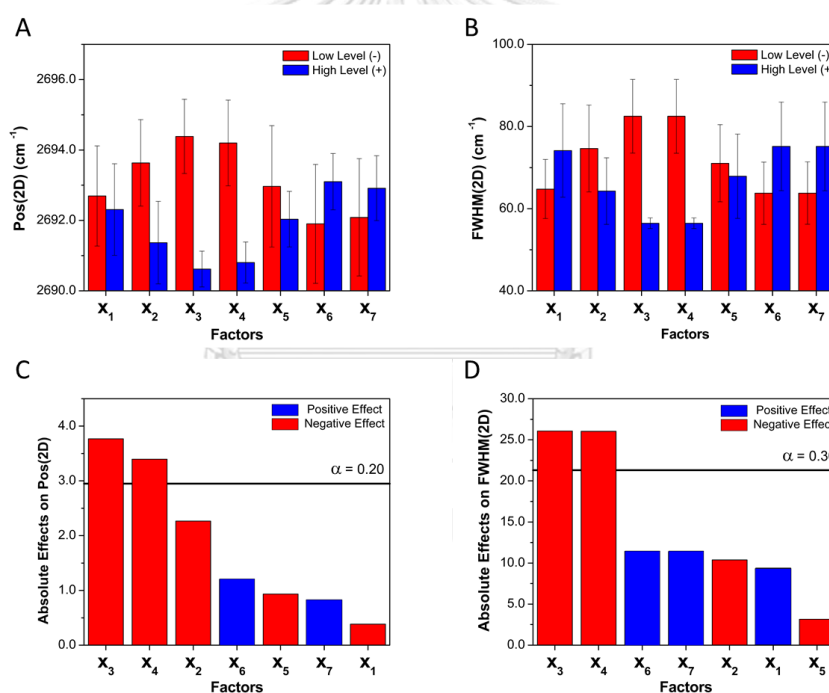 A
Low Level (-)
High Level (+)
2696.0
2694.0
2692.0
2690.0
Pos(2D) (cm⁻¹)
X₁ X₂ X₃ X₄ X₅ X₆ X₇
Factors
B
Low Level (-)
High Level (+)
100.0
80.0
60.0
40.0
FWHM(2D) (cm⁻¹)
X₁ X₂ X₃ X₄ X₅ X₆ X₇
Factors
C
Positive Effect
Negative Effect
α = 0.20
4.0
3.0
2.0
1.0
0.0
Absolute Effects on Pos(2D)
X₃ X₄ X₂ X₆ X₅ X₇ X₁
Factors
D
Positive Effect
Negative Effect
α = 0.30
30.0
25.0
20.0
15.0
10.0
5.0
0.0
Absolute Effects on FWHM(2D)
X₃ X₄ X₆ X₇ X₂ X₁ X₅
Factors